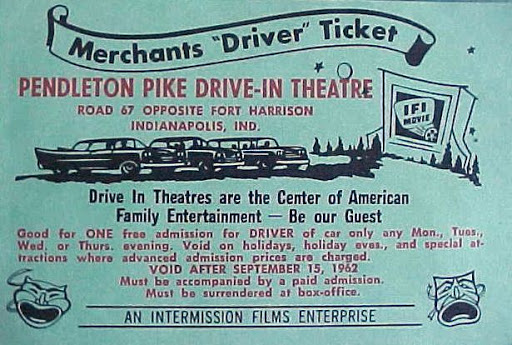 Merchants "Driver" Ticket
PENDLETON PIKE DRIVE-IN THEATRE
ROAD 67 OPPOSITE FORT HARRISON
INDIANAPOLIS, IND.
IFI
MOVIE
Drive In Theatres are the Center of American
Family Entertainment — Be our Guest
Good for ONE free admission for DRIVER of car only any Mon., Tues.,
Wed. or Thurs. evening. Void on holidays, holiday eves., and special at-
tractions where advanced admission prices are charged.
VOID AFTER SEPTEMBER 15, 1962
Must be accompanied by a paid admission.
Must be surrendered at box-office.
AN INTERMISSION FILMS ENTERPRISE